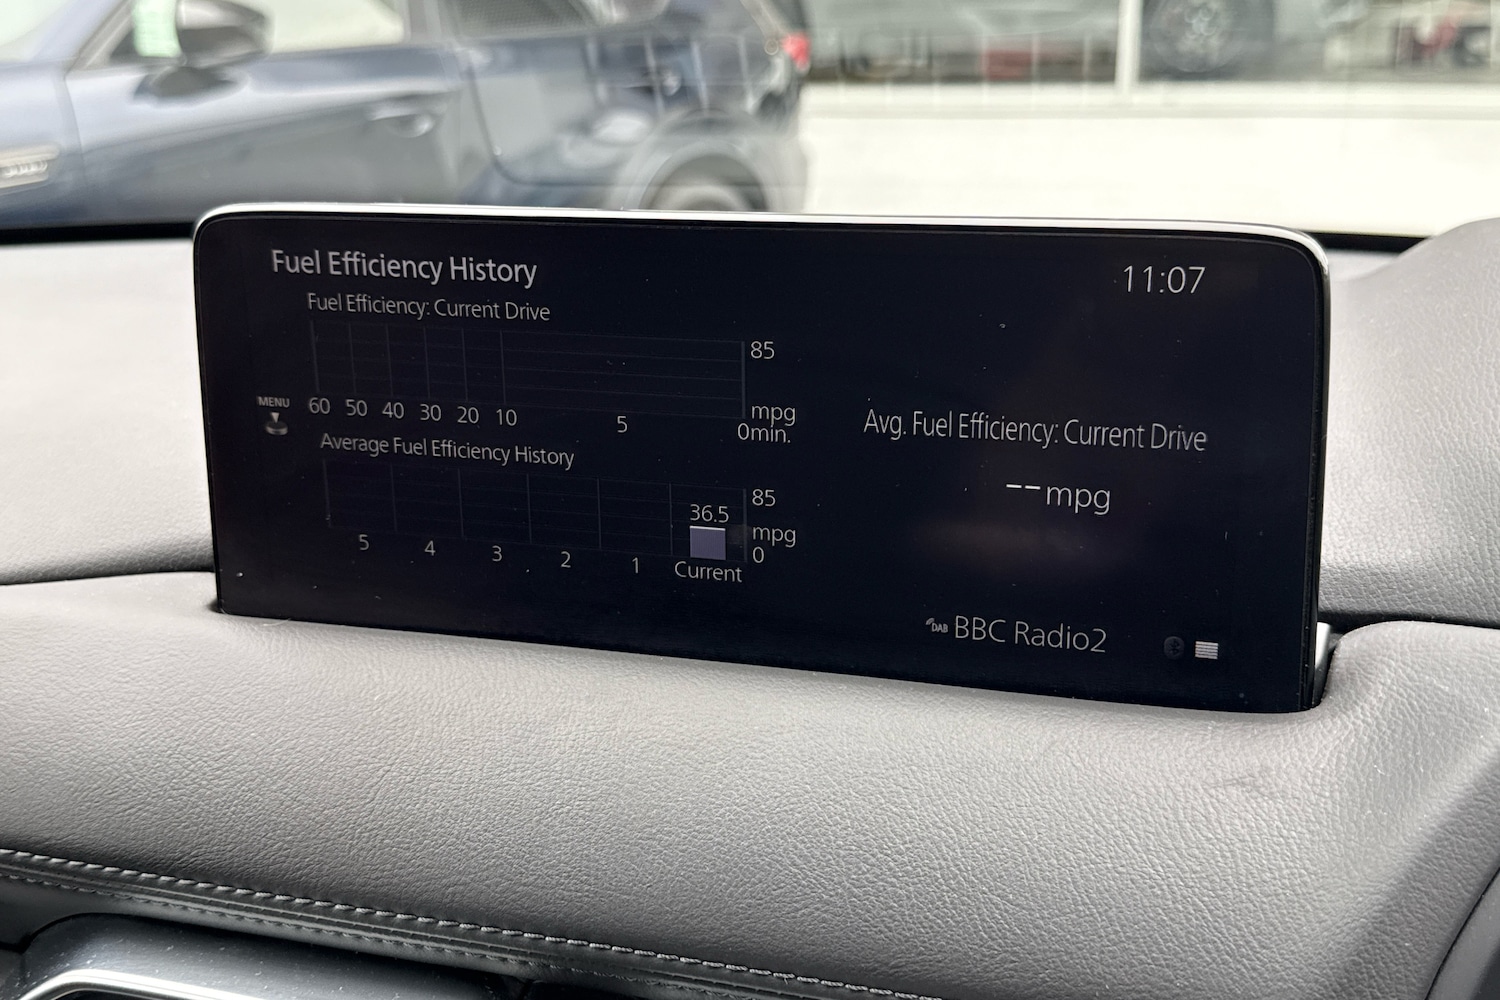 Fuel Efficiency History
11:07
Fuel Efficiency: Current Drive
85
MENU
60 50 40 30 20 10 5
mpg
0min.
Average Fuel Efficiency History
85
36.5
mpg
0
5 4 3 2 1 Current
Avg. Fuel Efficiency: Current Drive
--mpg
DAB BBC Radio2